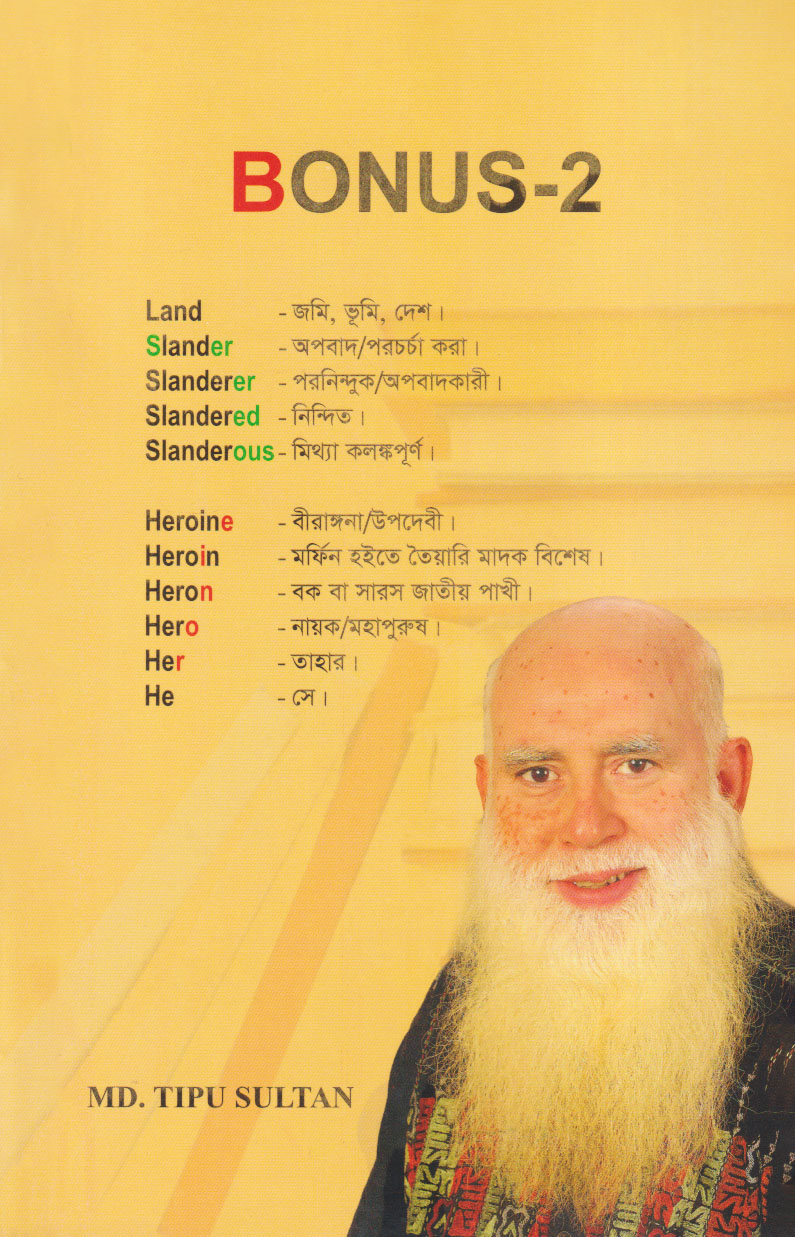 BONUS-2
Land - জমি, ভূমি, দেশ।
Slander - অপবাদ/পরচর্চা করা।
Slanderer - পরনিন্দুক/অপবাদকারী।
Slandered - নিন্দিত।
Slanderous - মিথ্যা কলঙ্কপূর্ণ।
Heroine - বীরাঙ্গনা/উপদেবী।
Heroin - মর্ফিন হইতে তৈয়ারি মাদক বিশেষ।
Heron - বক বা সারস জাতীয় পাখী।
Hero - নায়ক/মহাপুরুষ।
Her - তাহার।
He - সে।
MD. TIPU SULTAN